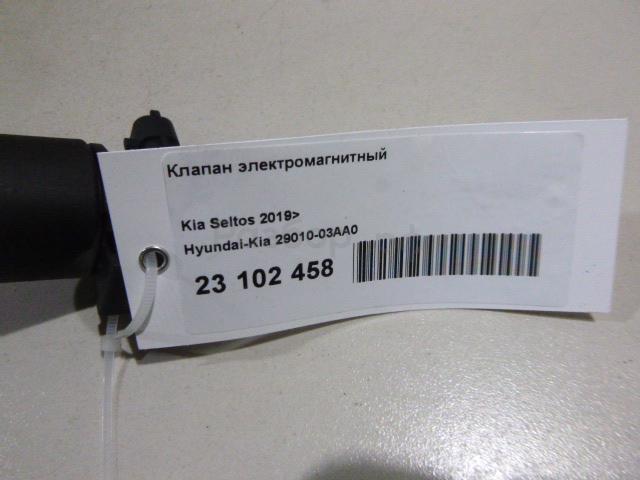 Клапан электромагнитный
Kia Seltos 2019>
Hyundai-Kia 29010-03AA0
23 102 458